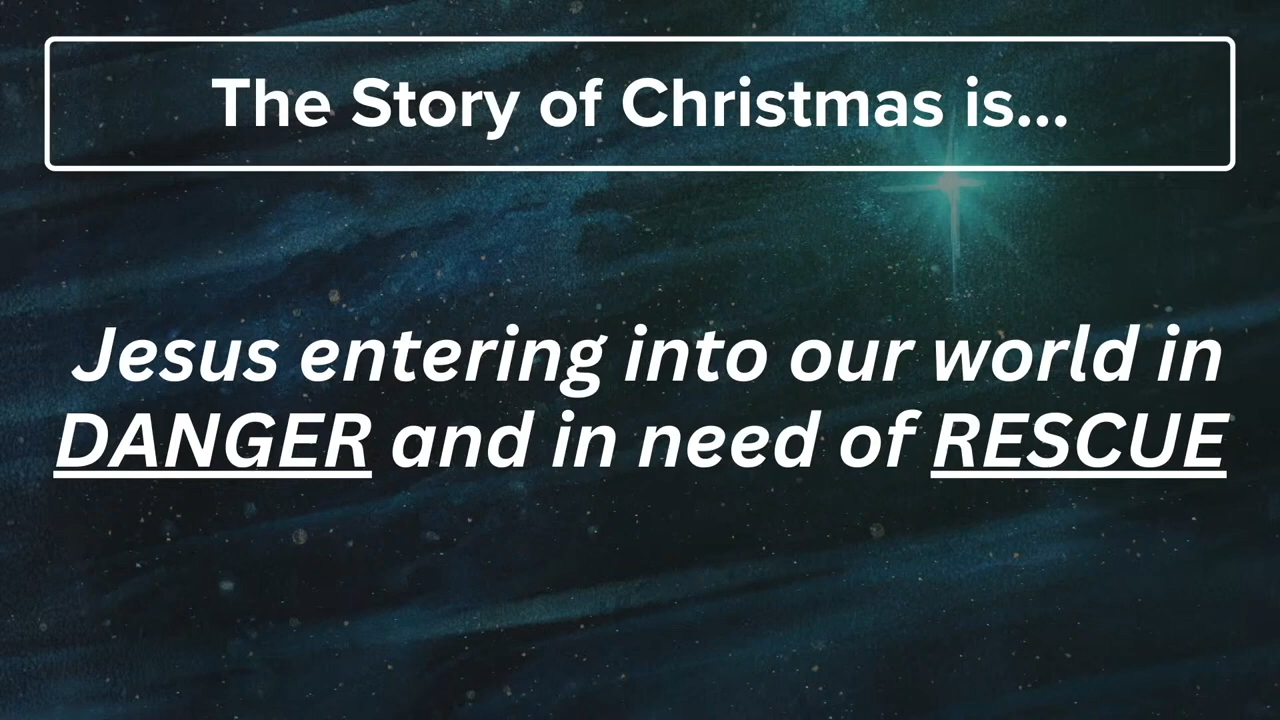 The Story of Christmas is...
Jesus entering into our world in
DANGER and in need of RESCUE